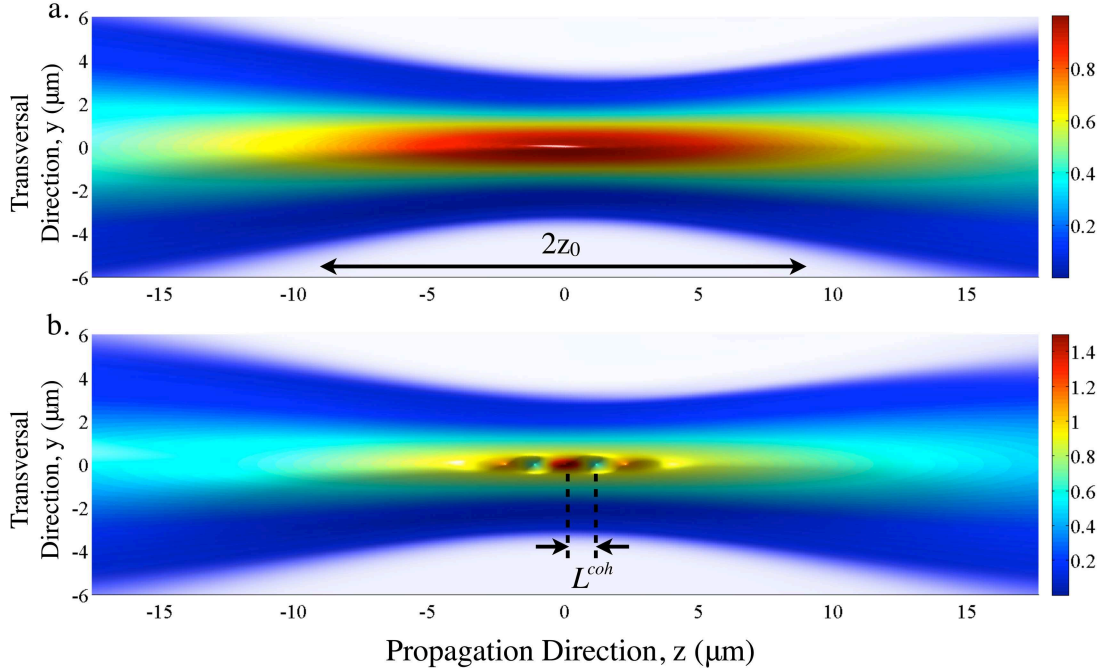 a.
6
4
2
0
-2
-4
-6
Transversal
Direction, y (µm)
2z₀
-15 -10 -5 0 5 10 15
0.8
0.6
0.4
0.2
b.
6
4
2
0
-2
-4
-6
Transversal
Direction, y (µm)
L^coh
-15 -10 -5 0 5 10 15
1.4
1.2
1
0.8
0.6
0.4
0.2
Propagation Direction, z (µm)